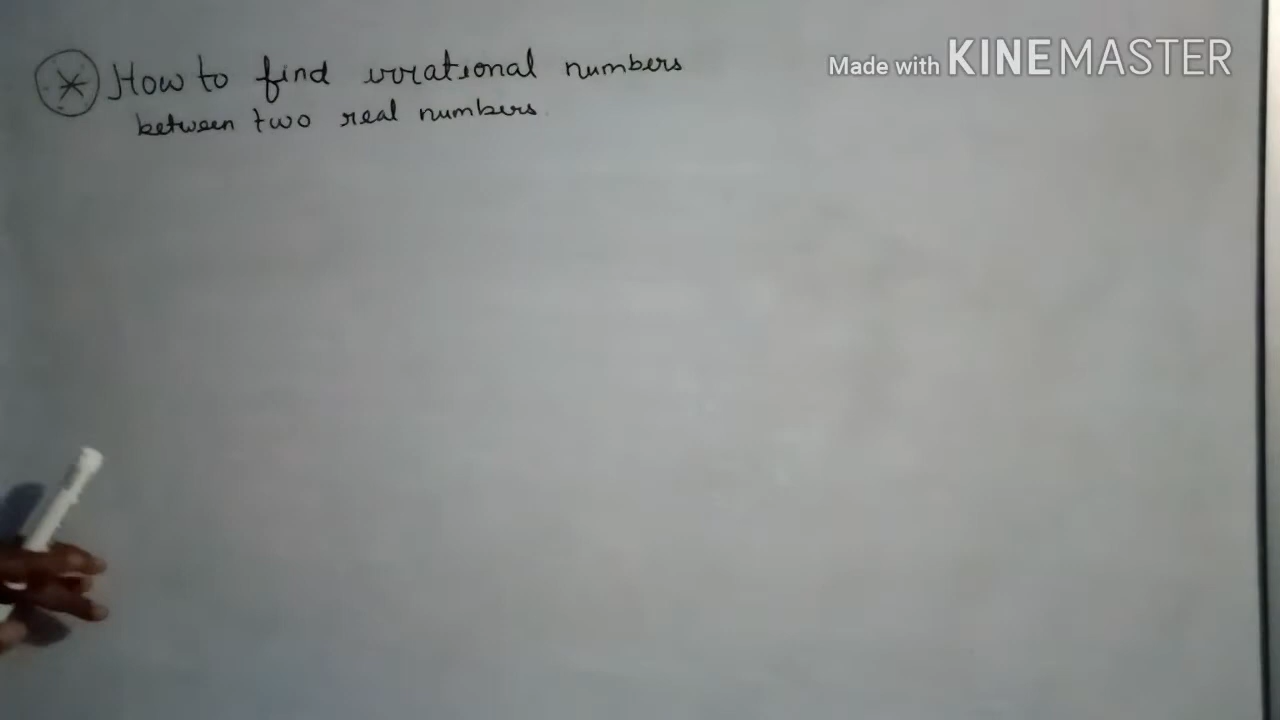 How to find irrational numbers
between two real numbers.
Made with KINEMASTER